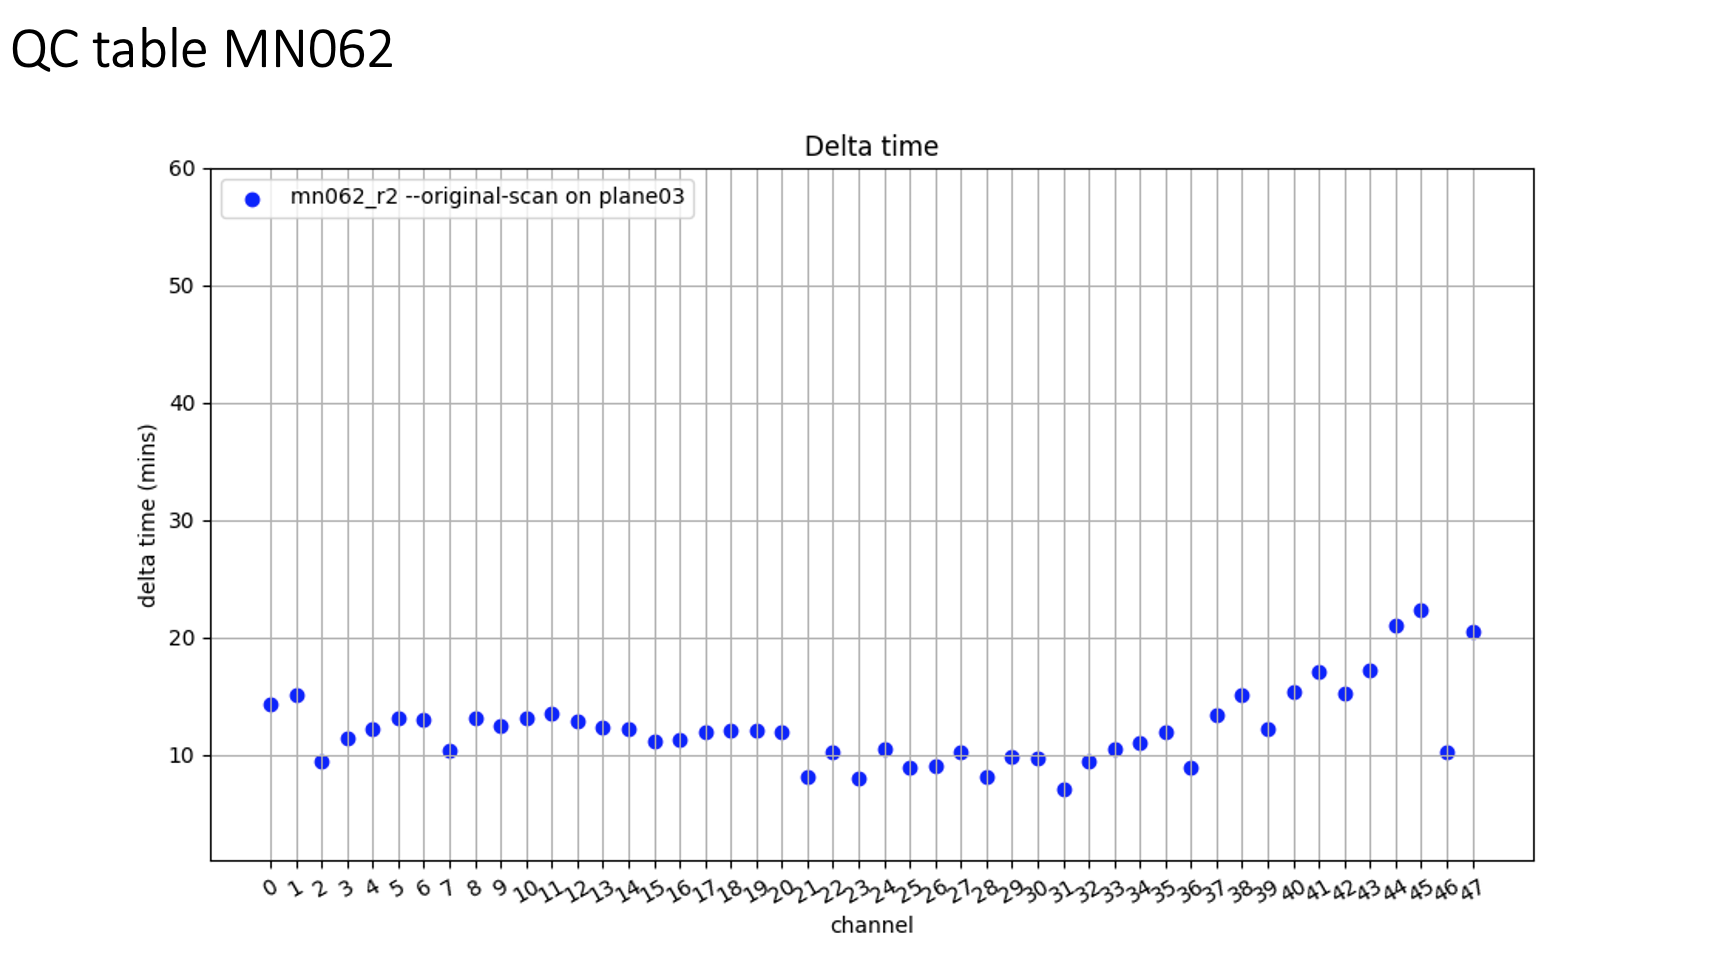 QC table MN062
Delta time
mn062_r2 --original-scan on plane03
60
50
40
30
20
10
delta time (mins)
0 1 2 3 4 5 6 7 8 9 10 11 12 13 14 15 16 17 18 19 20 21 22 23 24 25 26 27 28 29 30 31 32 33 34 35 36 37 38 39 40 41 42 43 44 45 46 47
channel